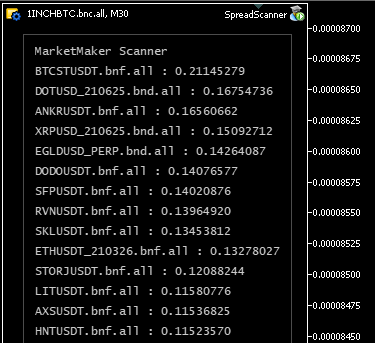 1INCHBTC.bnc.all, M30
SpreadScanner
MarketMaker Scanner
BTCSTUSDT.bnf.all : 0.21145279
DOTUSD_210625.bnd.all : 0.16754736
ANKRUSDT.bnf.all : 0.16560662
XRPUSD_210625.bnd.all : 0.15092712
EGLDUSD_PERP.bnd.all : 0.14264087
DODOUSDT.bnf.all : 0.14076577
SFPUSDT.bnf.all : 0.14020876
RVNUSDT.bnf.all : 0.13964920
SKLUSDT.bnf.all : 0.13453812
ETHUSDT_210326.bnf.all : 0.13278027
STORJUSDT.bnf.all : 0.12088244
LITUSDT.bnf.all : 0.11580776
AXSUSDT.bnf.all : 0.11536825
HNTUSDT.bnf.all : 0.11523570
0.00008700
0.00008650
0.00008625
0.00008600
0.00008575
0.00008550
0.00008525
0.00008500
0.00008475
0.00008450